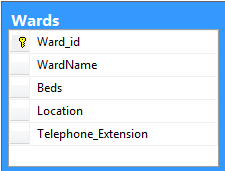 Wards
Ward_id
WardName
Beds
Location
Telephone_Extension